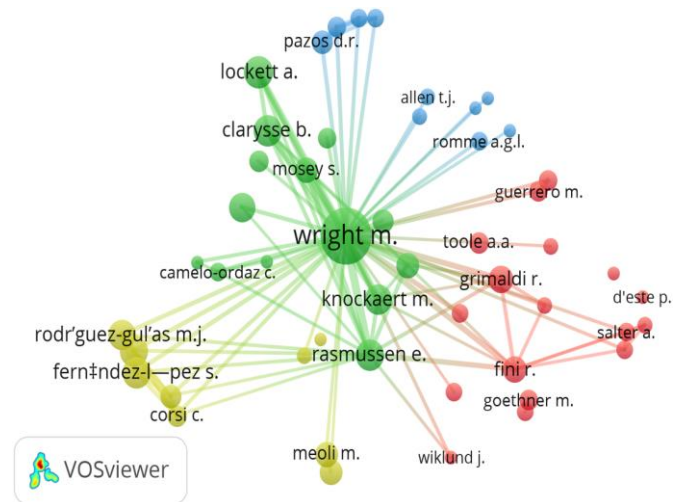 pazos d.r.
lockett a.
allen t.j.
clarysse b.
romme a.g.l.
mosey s.
guerrero m.
wright m.
toole a.a.
camelo-ordaz c.
grimaldi r.
knockaert m.
d'este p.
rodr'guez-gul'as m.j.
salter a.
rasmussen e.
fern‡ndez-l—pez s.
fini r.
corsi c.
goethner m.
meoli m.
wiklund j.
VOSviewer